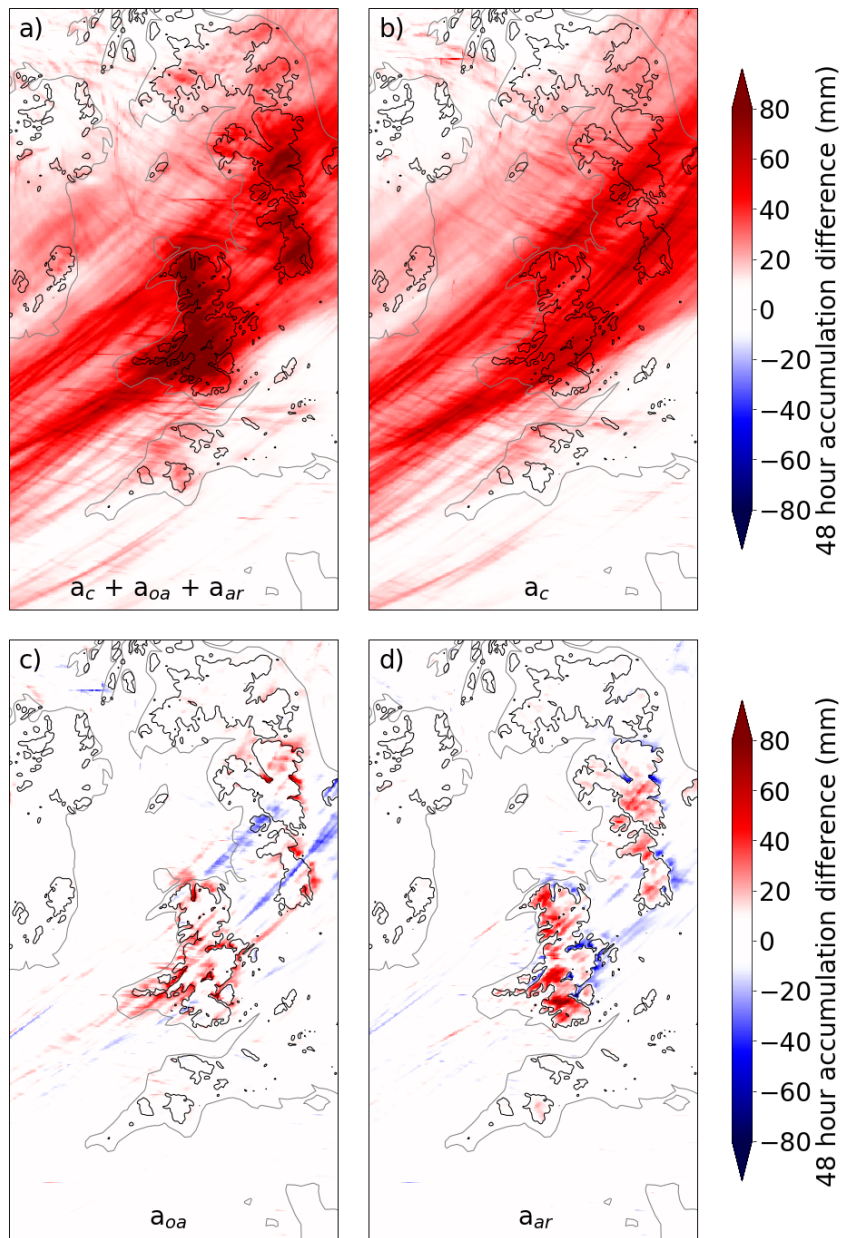 a)
b)
a_c + a_oa + a_ar
a_c
80
60
40
20
0
−20
−40
−60
−80
48 hour accumulation difference (mm)
c)
d)
a_oa
a_ar
80
60
40
20
0
−20
−40
−60
−80
48 hour accumulation difference (mm)